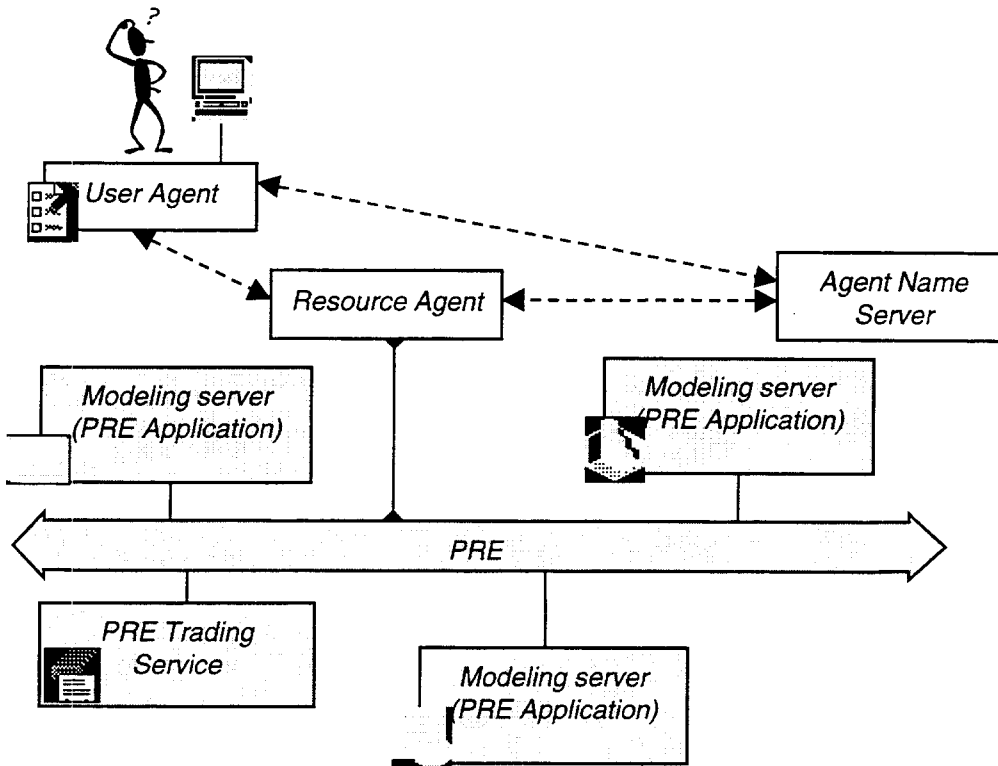 ?
User Agent
Resource Agent
Agent Name
Server
Modeling server
(PRE Application)
Modeling server
(PRE Application)
PRE
PRE Trading
Service
Modeling server
(PRE Application)